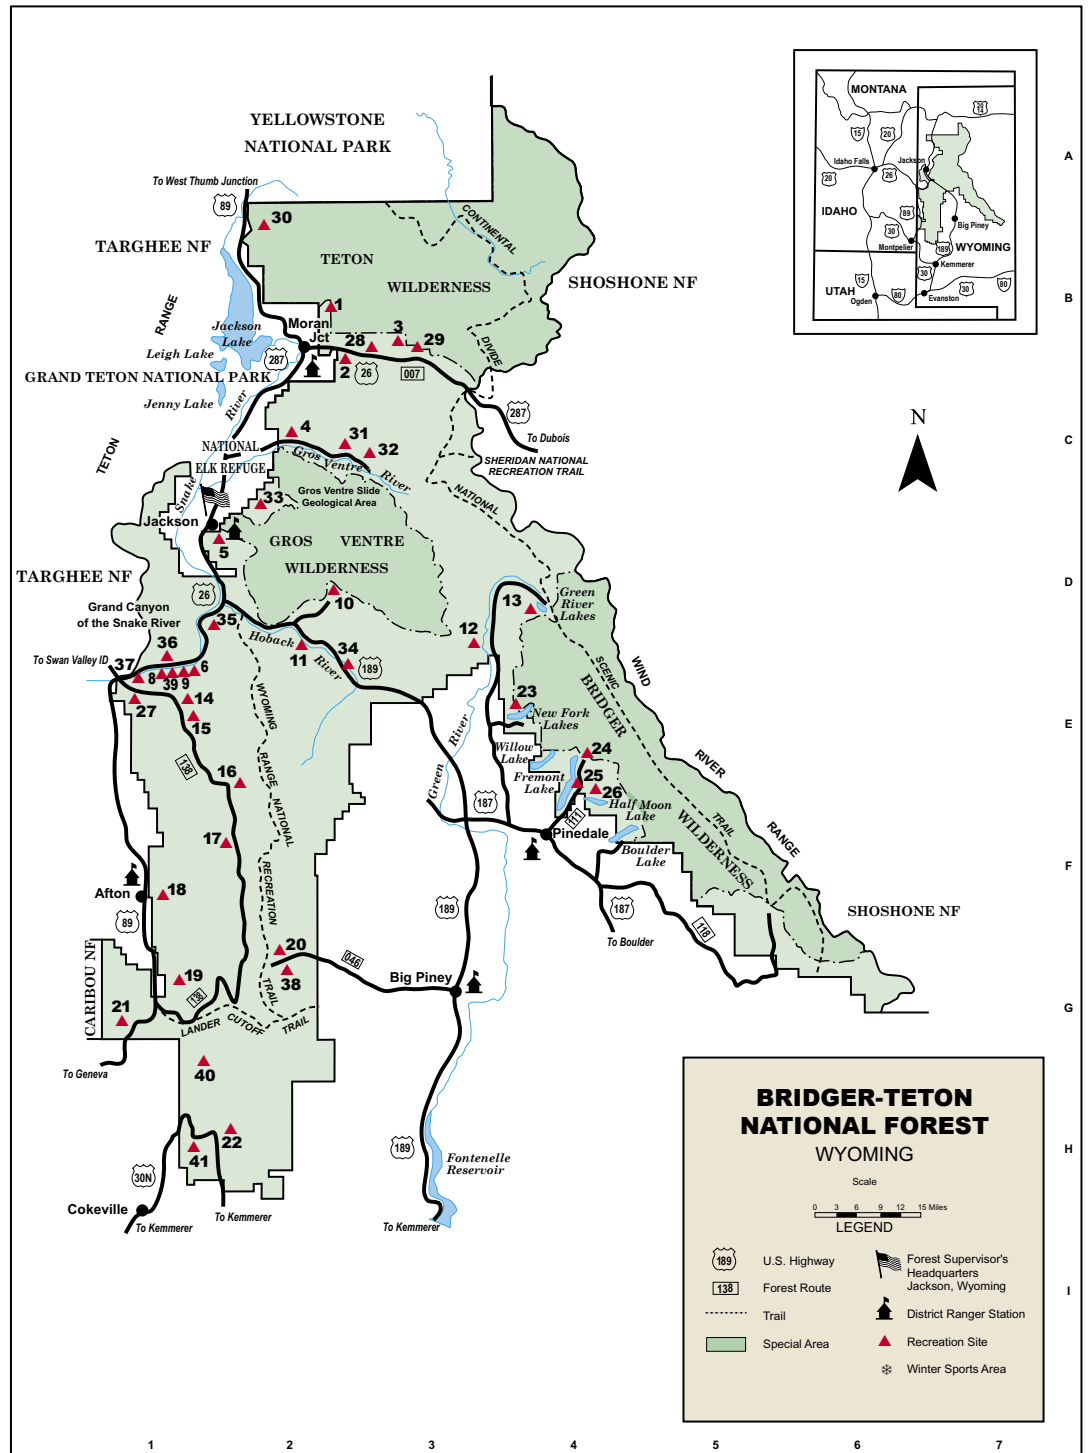 YELLOWSTONE
NATIONAL PARK
To West Thumb Junction
89
30
TARGHEE NF
TETON
WILDERNESS
CONTINENTAL
DIVIDE
SHOSHONE NF
RANGE
TETON
1
Moran
Jct
Jackson
Lake
3
28
29
2
26
007
Leigh Lake
287
GRAND TETON NATIONAL PARK
Jenny Lake
River
Snake
287
To Dubois
SHERIDAN NATIONAL
RECREATION TRAIL
NATIONAL
ELK REFUGE
4
31
32
Gros Ventre
River
33
Gros Ventre Slide
Geological Area
NATIONAL
Jackson
5
GROS VENTRE
WILDERNESS
TARGHEE NF
26
10
Grand Canyon
of the Snake River
35
13
Green
River
Lakes
12
Hoback
River
11
34
189
36
To Swan Valley ID
37
8
39
9
6
27
14
15
WYOMING
RANGE
NATIONAL
RECREATION
TRAIL
138
16
17
18
Afton
89
23
New Fork
Lakes
Willow
Lake
24
Fremont
Lake
25
26
Half Moon
Lake
111
Green
River
187
Pinedale
Boulder
Lake
BRIDGER
WILDERNESS
SCENIC
TRAIL
WIND
RIVER
RANGE
187
To Boulder
118
SHOSHONE NF
189
20
38
046
Big Piney
CARIBOU NF
19
138
21
LANDER
CUTOFF
TRAIL
To Geneva
40
22
41
30N
Cokeville
To Kemmerer
To Kemmerer
189
Fontenelle
Reservoir
To Kemmerer
N
MONTANA
20
14
15
20
Idaho Falls
Jackson
20
26
IDAHO
89
30
Big Piney
Montpelier
189
WYOMING
Kemmerer
30
15
UTAH
Ogden
80
Evanston
30
80
A
B
C
D
E
F
G
H
I
BRIDGER-TETON
NATIONAL FOREST
WYOMING
Scale
0 3 6 9 12 15 Miles
LEGEND
189
U.S. Highway
138
Forest Route
Trail
Special Area
Forest Supervisor's
Headquarters
Jackson, Wyoming
District Ranger Station
Recreation Site
Winter Sports Area
1 2 3 4 5 6 7